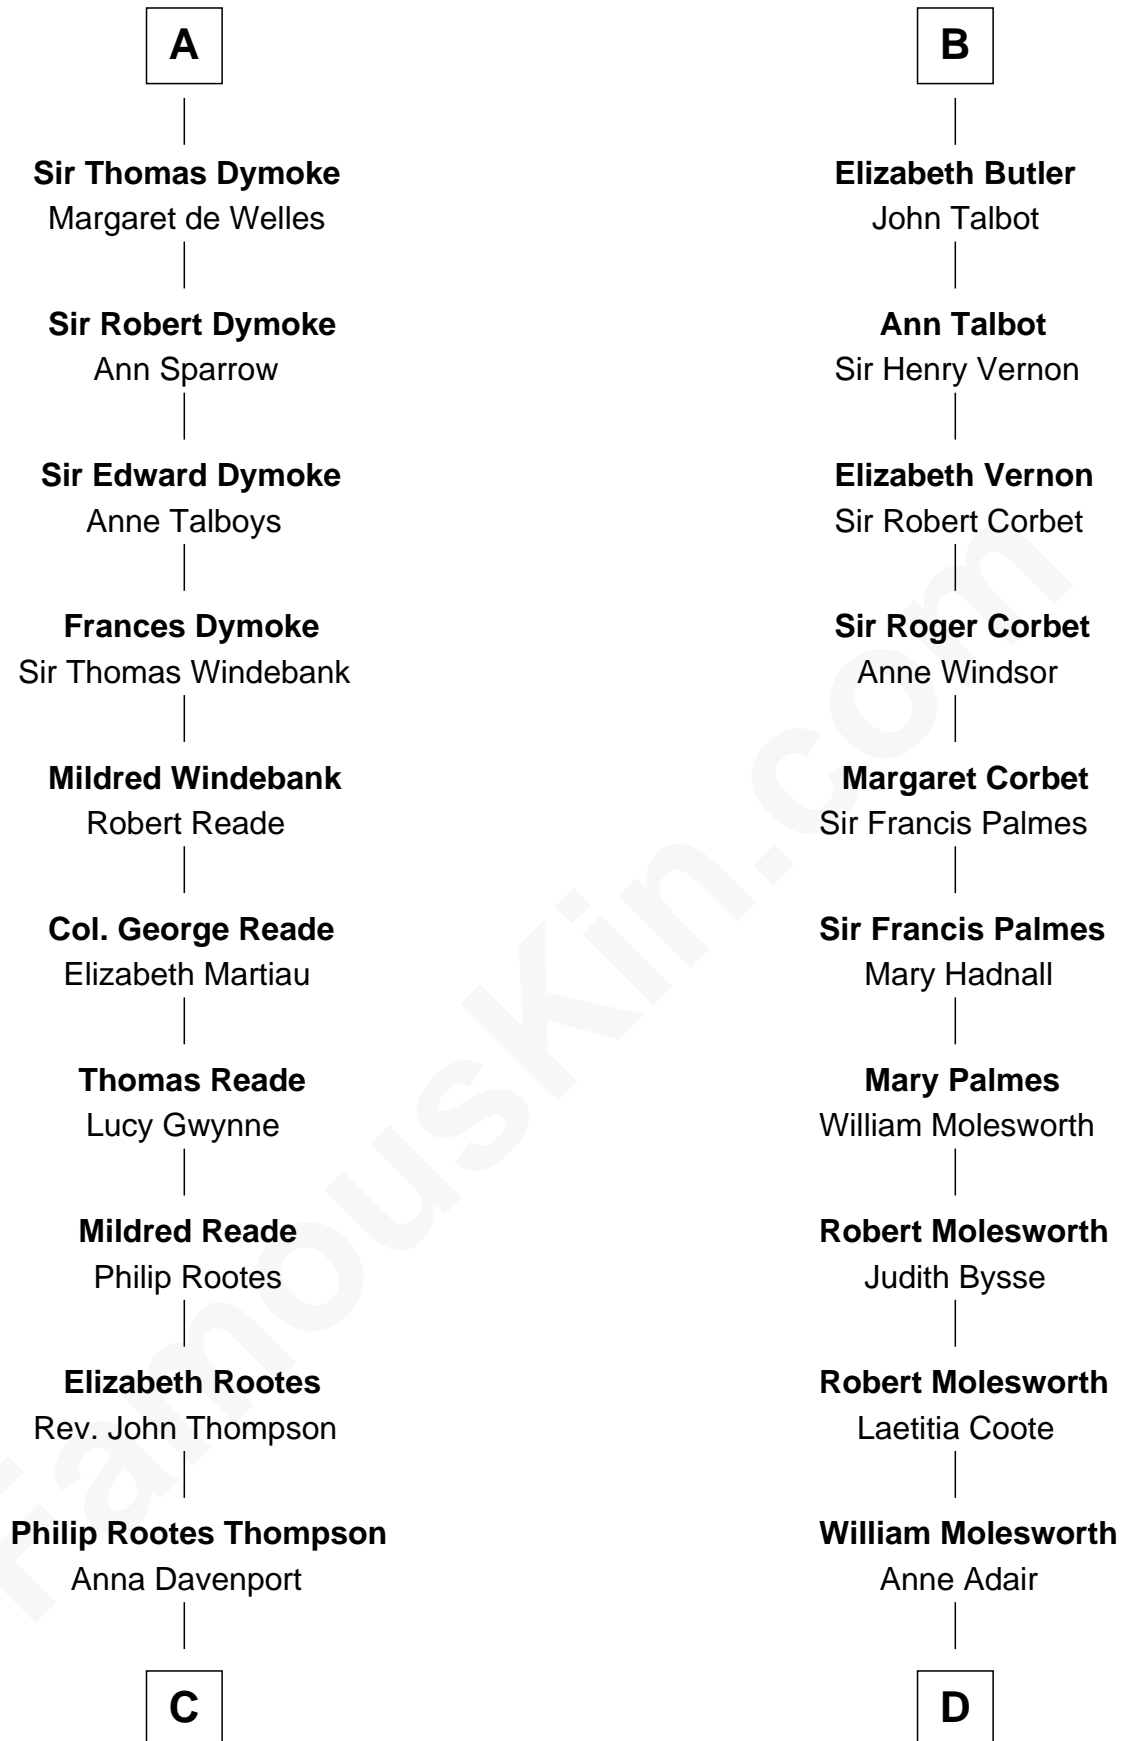 A
Sir Thomas Dymoke
Margaret de Welles
Sir Robert Dymoke
Ann Sparrow
Sir Edward Dymoke
Anne Talboys
Frances Dymoke
Sir Thomas Windebank
Mildred Windebank
Robert Reade
Col. George Reade
Elizabeth Martiau
Thomas Reade
Lucy Gwynne
Mildred Reade
Philip Rootes
Elizabeth Rootes
Rev. John Thompson
Philip Rootes Thompson
Anna Davenport
C
B
Elizabeth Butler
John Talbot
Ann Talbot
Sir Henry Vernon
Elizabeth Vernon
Sir Robert Corbet
Sir Roger Corbet
Anne Windsor
Margaret Corbet
Sir Francis Palmes
Sir Francis Palmes
Mary Hadnall
Mary Palmes
William Molesworth
Robert Molesworth
Judith Bysse
Robert Molesworth
Laetitia Coote
William Molesworth
Anne Adair
D
FamousKin.com